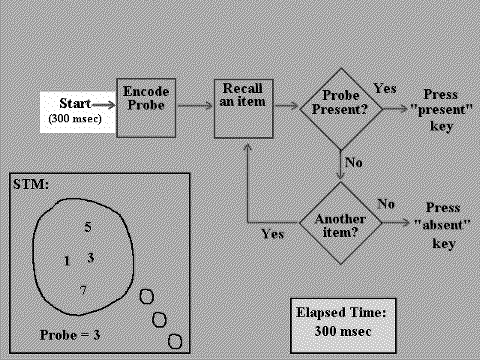 Start
(300 msec)
Encode
Probe
Recall
an item
Probe
Present?
Yes
Press
"present"
key
No
Another
item?
No
Press
"absent"
key
Yes
STM:
5
1 3
7
Probe = 3
Elapsed Time:
300 msec